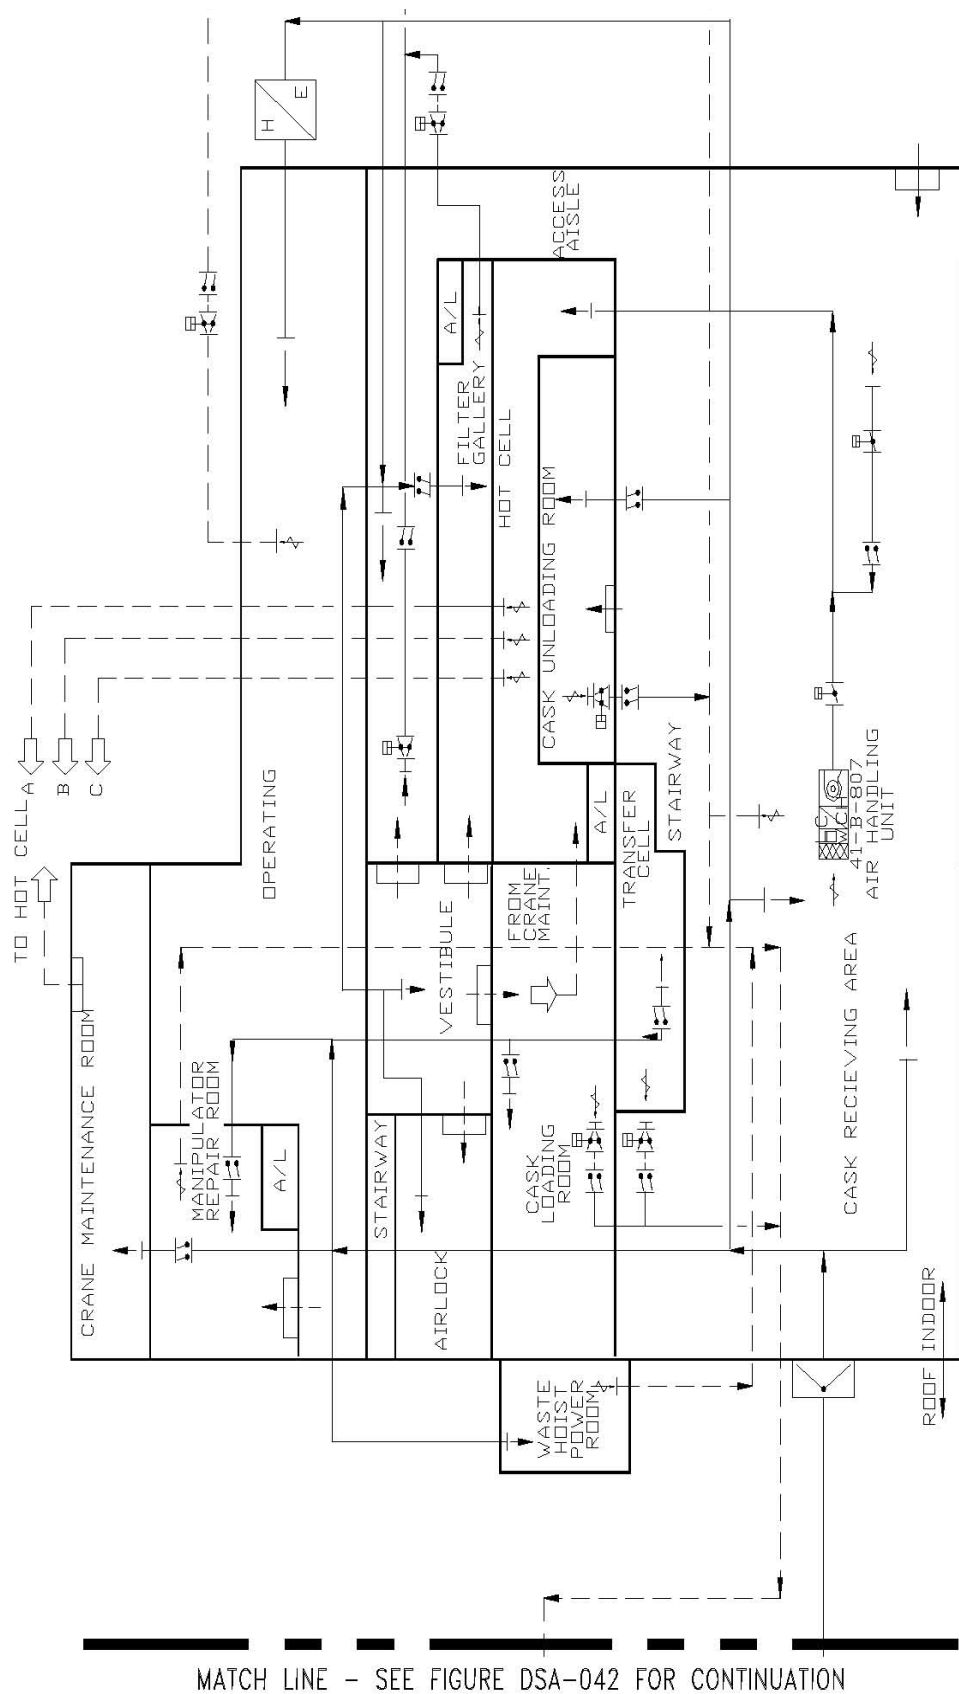 H
E
ACCESS
AISLE
A/L
FILTER
GALLERY
HOT CELL
CASK UNLOADING ROOM
TO HOT CELL
A
B
C
OPERATING
STAIRWAY
A/L
TRANSFER
CELL
41-B-807
AIR HANDLING
UNIT
FROM
CRANE
MAINT.
VESTIBULE
CRANE MAINTENANCE ROOM
MANIPULATOR
REPAIR ROOM
A/L
STAIRWAY
AIRLOCK
CASK
LOADING
ROOM
CASK RECIEVING AREA
ROOF INDOOR
WASTE
HOIST
POWER
ROOM
MATCH LINE - SEE FIGURE DSA-042 FOR CONTINUATION